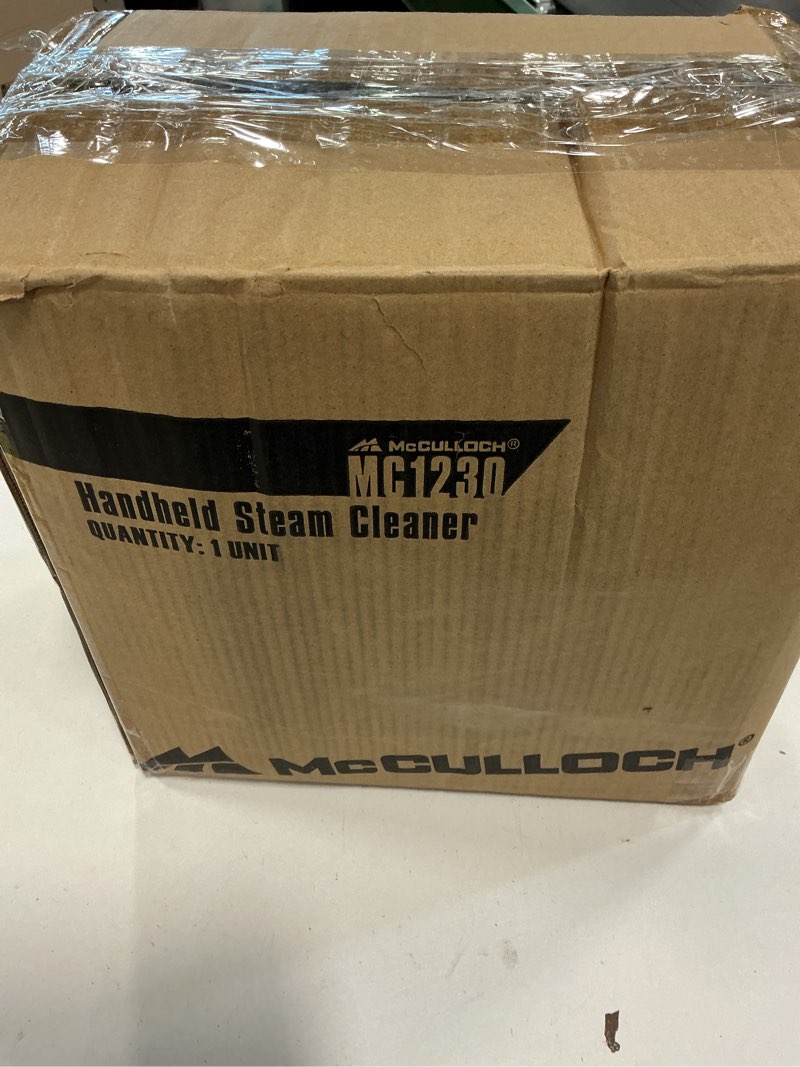 McCULLOCH®
MC1230
Handheld Steam Cleaner
QUANTITY: 1 UNIT
McCULLOCH®